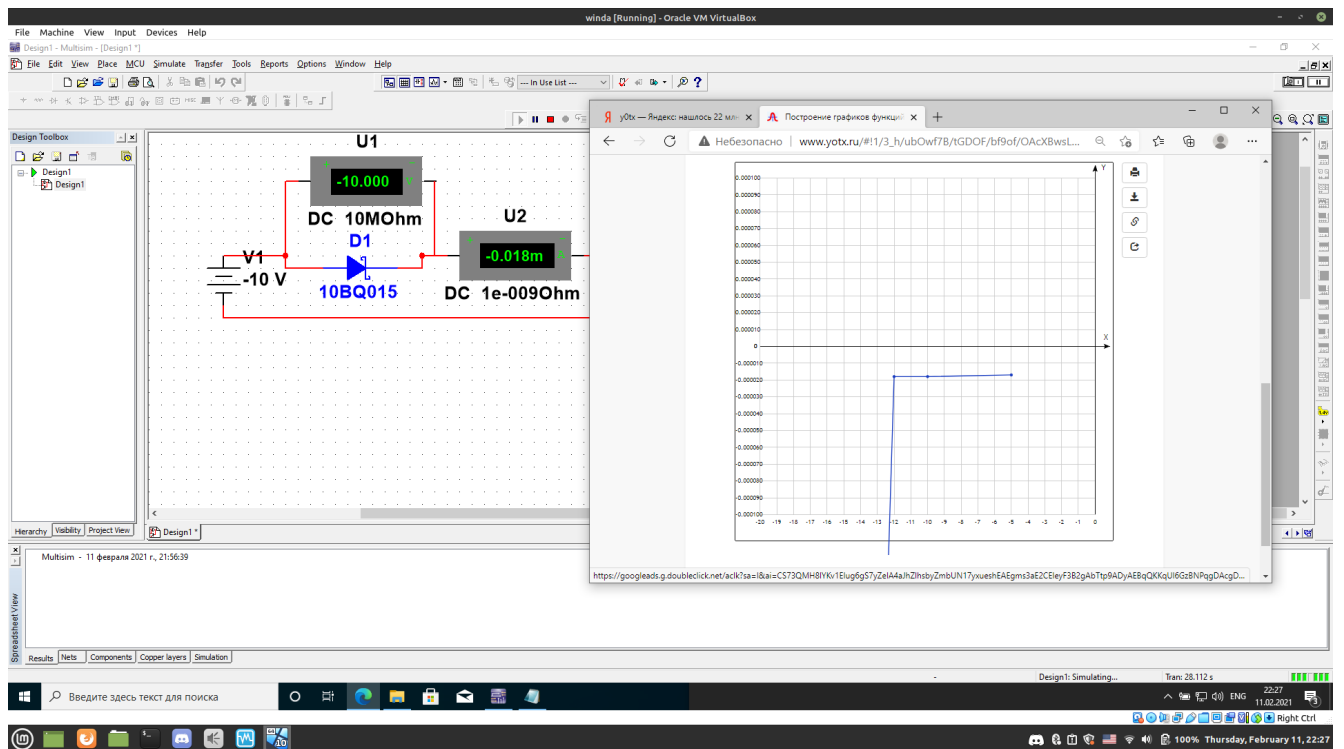 winda [Running] - Oracle VM VirtualBox
File Machine View Input Devices Help
Design1 - Multisim - [Design1 *]
File Edit View Place MCU Simulate Transfer Tools Reports Options Window Help
--- In Use List ---
Design Toolbox
Design1
Design1
Hierarchy Visibility Project View
U1
-10.000
V
DC 10MOhm
D1
10BQ015
V1
-10 V
U2
-0.018m
A
DC 1e-009Ohm
Design1 *
y0tx — Яндекс: нашлось 22 млн
Построение графиков функций
Небезопасно www.yotx.ru/#!1/3_h/ubOwf7B/tGDOF/bf9of/OAcXBwsL...
Y
X
0.000100
0.000090
0.000080
0.000070
0.000060
0.000050
0.000040
0.000030
0.000020
0.000010
0
-0.000010
-0.000020
-0.000030
-0.000040
-0.000050
-0.000060
-0.000070
-0.000080
-0.000090
-0.000100
-20 -19 -18 -17 -16 -15 -14 -13 -12 -11 -10 -9 -8 -7 -6 -5 -4 -3 -2 -1 0
Multisim - 11 февраля 2021 г., 21:56:39
Spreadsheet View
Results Nets Components Copper layers Simulation
Design1: Simulating... Tran: 28.112 s
Введите здесь текст для поиска
ENG
22:27
11.02.2021
Right Ctrl
100% Thursday, February 11, 22:27